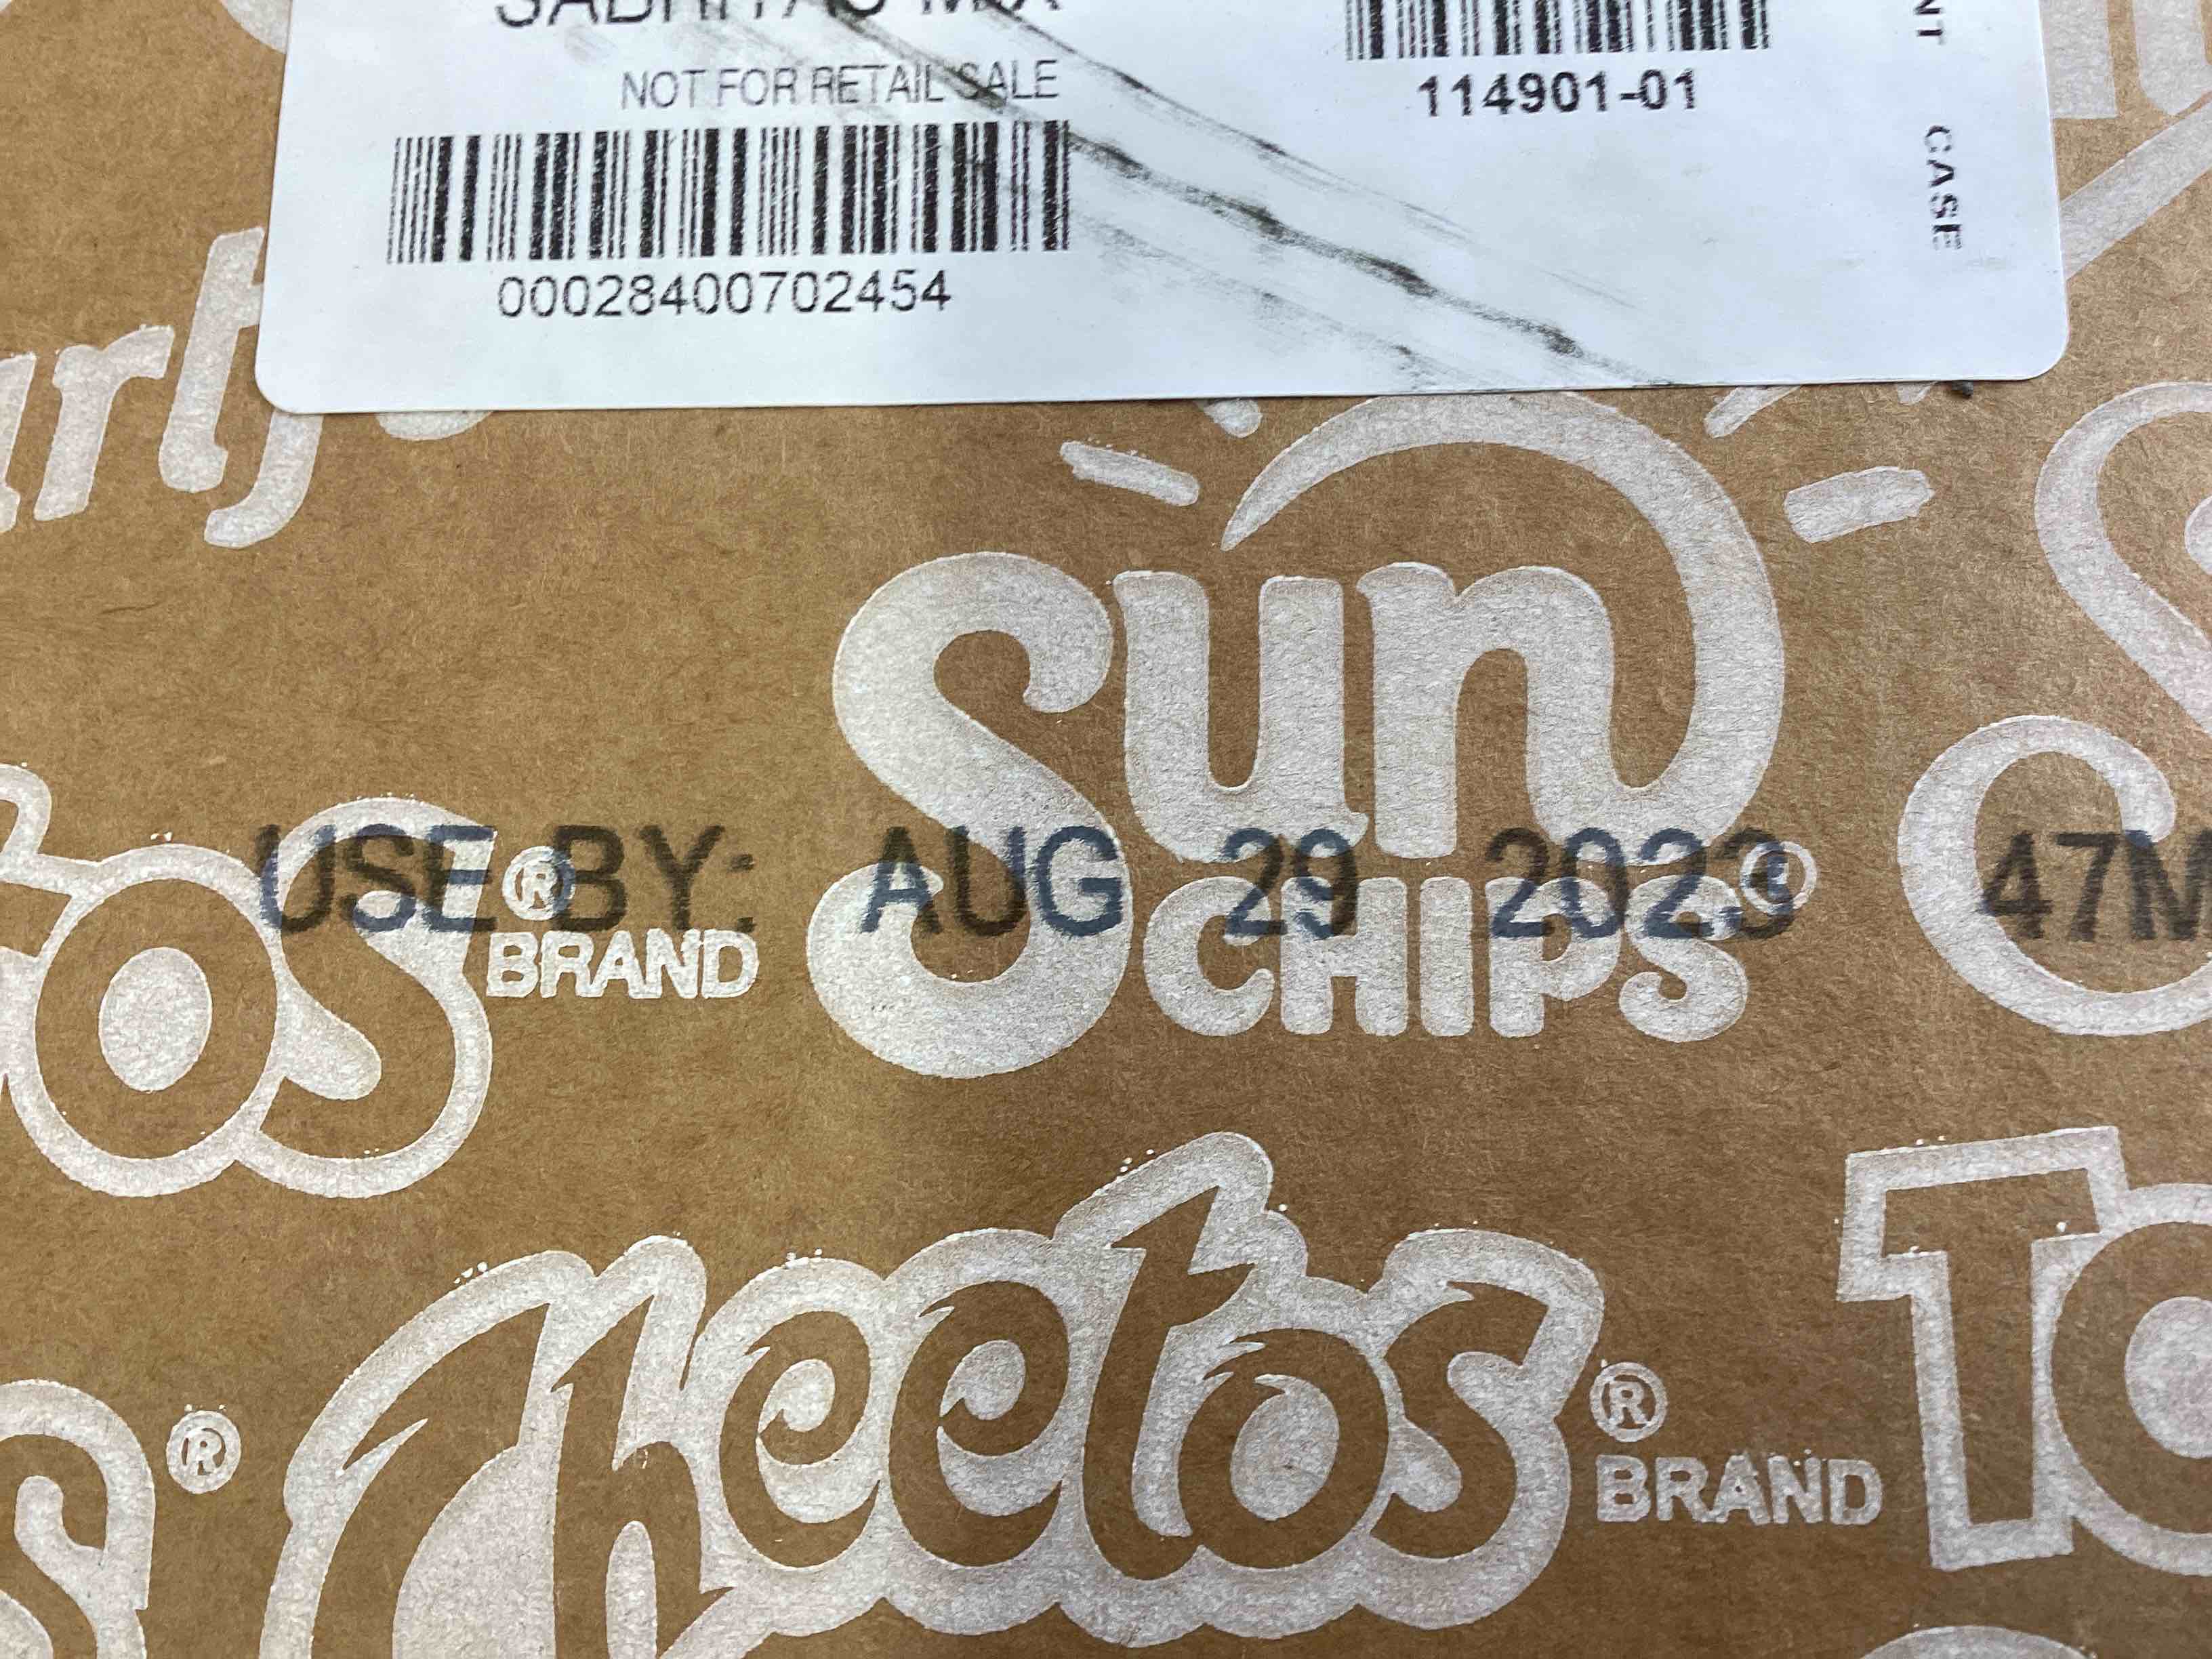 NOT FOR RETAIL SALE
00028400702454
114901-01
CASE
Sun
CHIPS®
USE BY: AUG 29 2023 47M
®
BRAND
Cheetos®
BRAND
®